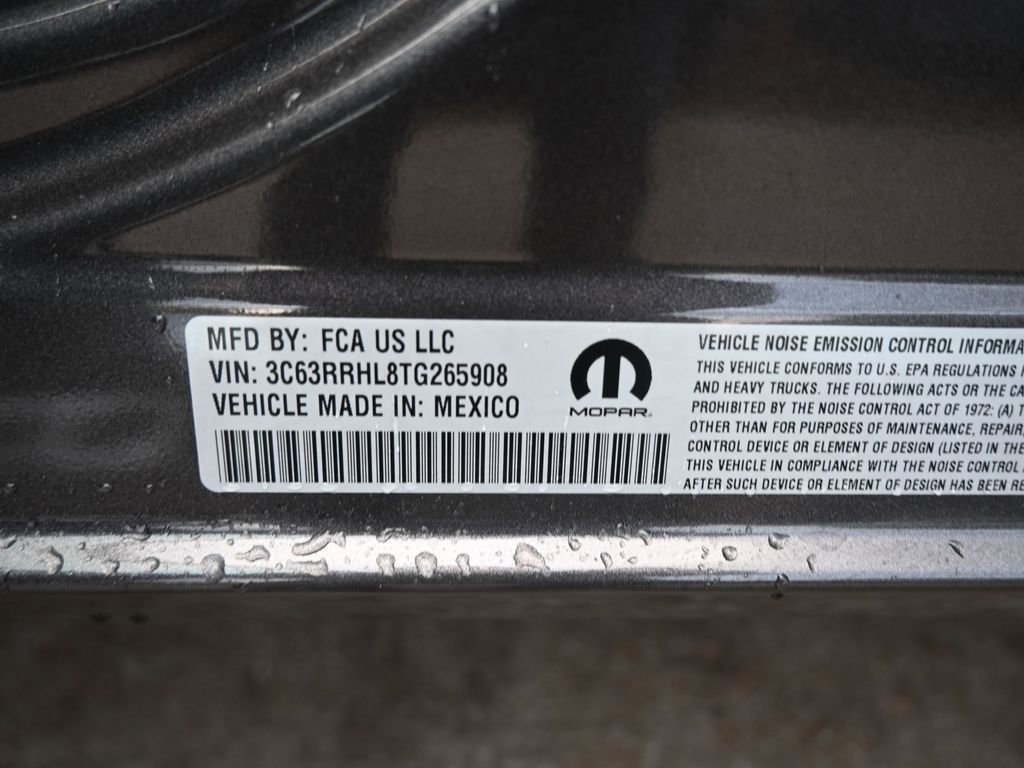 MFD BY: FCA US LLC
VIN: 3C63RRHL8TG265908
VEHICLE MADE IN: MEXICO
MOPAR
VEHICLE NOISE EMISSION CONTROL
THIS VEHICLE CONFORMS TO U.S. EPA REGULATIONS
AND HEAVY TRUCKS. THE FOLLOWING ACTS OR THE
PROHIBITED BY THE NOISE CONTROL ACT OF 1972: (A)
OTHER THAN FOR PURPOSES OF MAINTENANCE, REPAIR,
CONTROL DEVICE OR ELEMENT OF DESIGN (LISTED IN THE
THIS VEHICLE IN COMPLIANCE WITH THE NOISE CONTROL
AFTER SUCH DEVICE OR ELEMENT OF DESIGN HAS BEEN